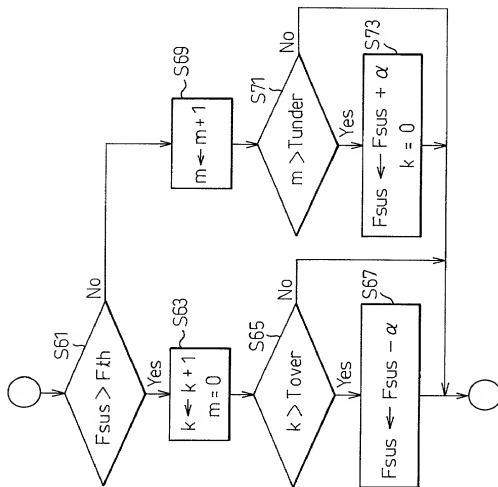 S61
Fsus > Fth
No
Yes
S63
k ← k + 1
m = 0
S65
k > Tover
No
Yes
S67
Fsus ← Fsus - α
S69
m ← m + 1
S71
m > Tunder
No
Yes
S73
Fsus ← Fsus + α
k = 0